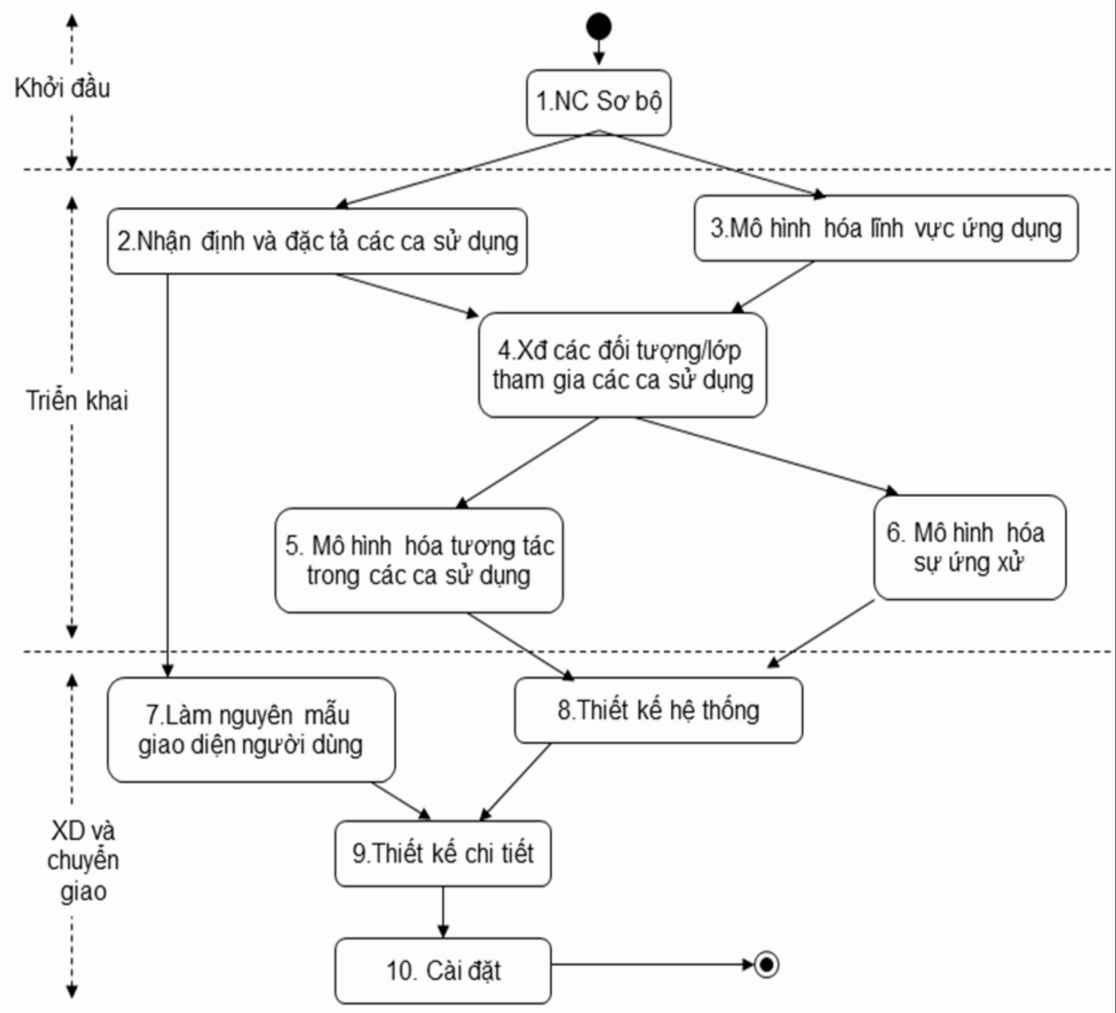 Khởi đầu
1.NC Sơ bộ
2.Nhận định và đặc tả các ca sử dụng
3.Mô hình hóa lĩnh vực ứng dụng
4.Xđ các đối tượng/lớp
tham gia các ca sử dụng
Triển khai
5. Mô hình hóa tương tác
trong các ca sử dụng
6. Mô hình hóa
sự ứng xử
7.Làm nguyên mẫu
giao diện người dùng
8.Thiết kế hệ thống
XD và
chuyển
giao
9.Thiết kế chi tiết
10. Cài đặt